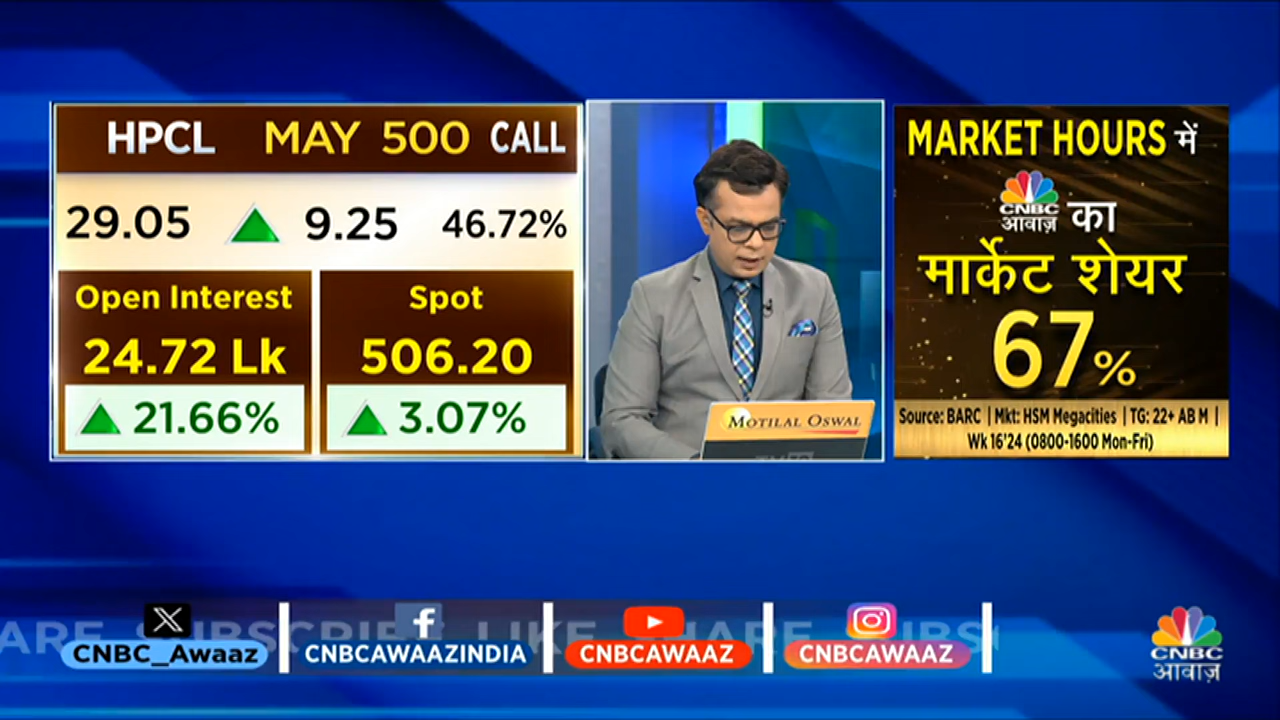 HPCL MAY 500 CALL
29.05 9.25 46.72%
Open Interest
24.72 Lk
21.66%
Spot
506.20
3.07%
MOTILAL OSWAL
MARKET HOURS में
CNBC
आवाज़ का
मार्केट शेयर
67%
Source: BARC | Mkt: HSM Megacities | TG: 22+ AB M |
Wk 16'24 (0800-1600 Mon-Fri)
CNBC_Awaaz
CNBCAWAAZINDIA
CNBCAWAAZ
CNBCAWAAZ
CNBC
आवाज़